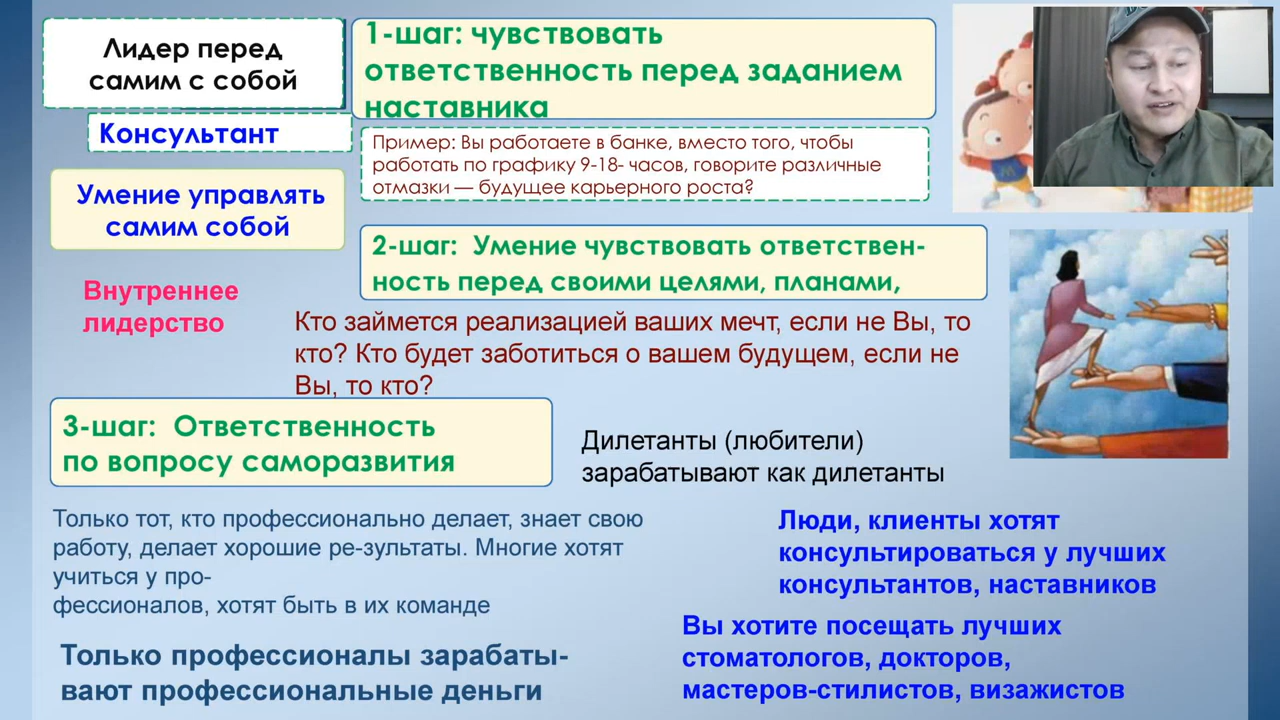 Лидер перед
самим с собой
Консультант
Умение управлять
самим собой
Внутреннее
лидерство
1-шаг: чувствовать
ответственность перед заданием
наставника
Пример: Вы работаете в банке, вместо того, чтобы
работать по графику 9-18- часов, говорите различные
отмазки — будущее карьерного роста?
2-шаг: Умение чувствовать ответствен-
ность перед своими целями, планами,
Кто займется реализацией ваших мечт, если не Вы, то
кто? Кто будет заботиться о вашем будущем, если не
Вы, то кто?
3-шаг: Ответственность
по вопросу саморазвития
Дилетанты (любители)
зарабатывают как дилетанты
Только тот, кто профессионально делает, знает свою
работу, делает хорошие ре-зультаты. Многие хотят
учиться у про-
фессионалов, хотят быть в их команде
Только профессионалы зарабаты-
вают профессиональные деньги
Люди, клиенты хотят
консультироваться у лучших
консультантов, наставников
Вы хотите посещать лучших
стоматологов, докторов,
мастеров-стилистов, визажистов